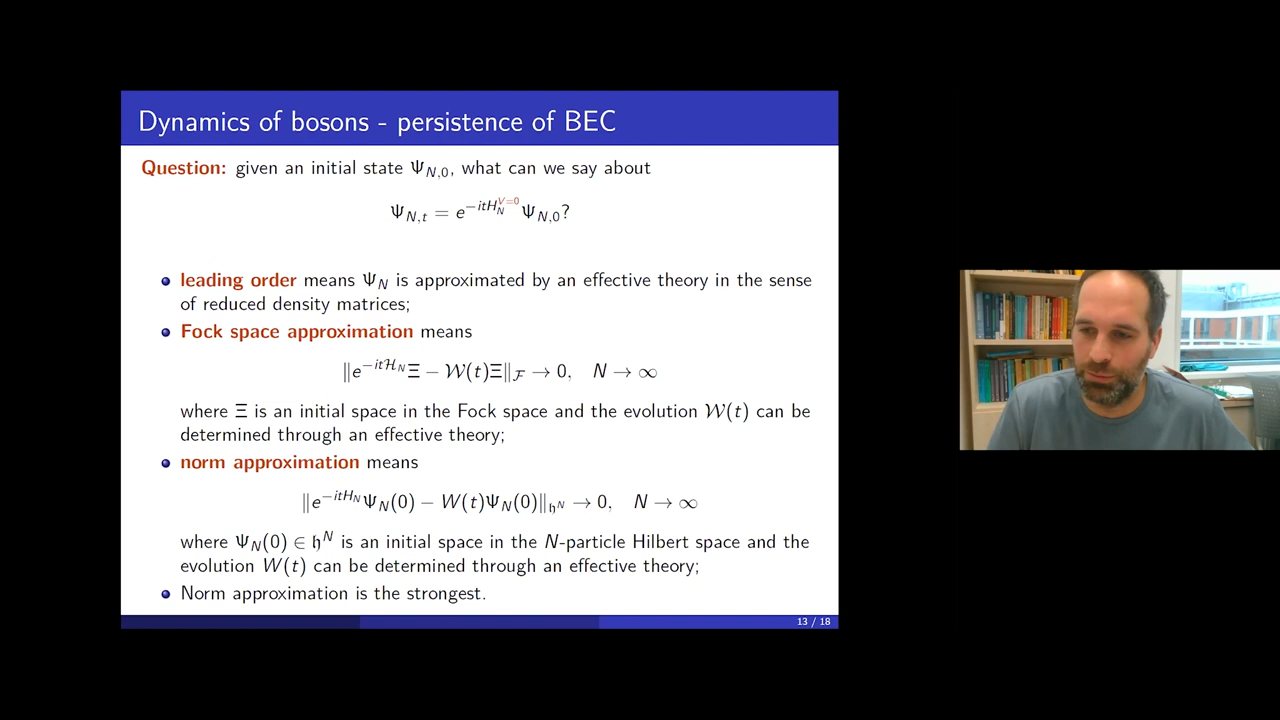 Dynamics of bosons - persistence of BEC
Question: given an initial state Ψ_{N,0}, what can we say about
Ψ_{N,t} = e^{-itH_N^{V=0}} Ψ_{N,0}?
leading order means Ψ_N is approximated by an effective theory in the sense
of reduced density matrices;
Fock space approximation means
‖e^{-itℋ_N}Ξ − 𝒲(t)Ξ‖_ℱ → 0, N → ∞
where Ξ is an initial space in the Fock space and the evolution 𝒲(t) can be
determined through an effective theory;
norm approximation means
‖e^{-itH_N}Ψ_N(0) − W(t)Ψ_N(0)‖_{𝔥^N} → 0, N → ∞
where Ψ_N(0) ∈ 𝔥^N is an initial space in the N-particle Hilbert space and the
evolution W(t) can be determined through an effective theory;
Norm approximation is the strongest.
13 / 18